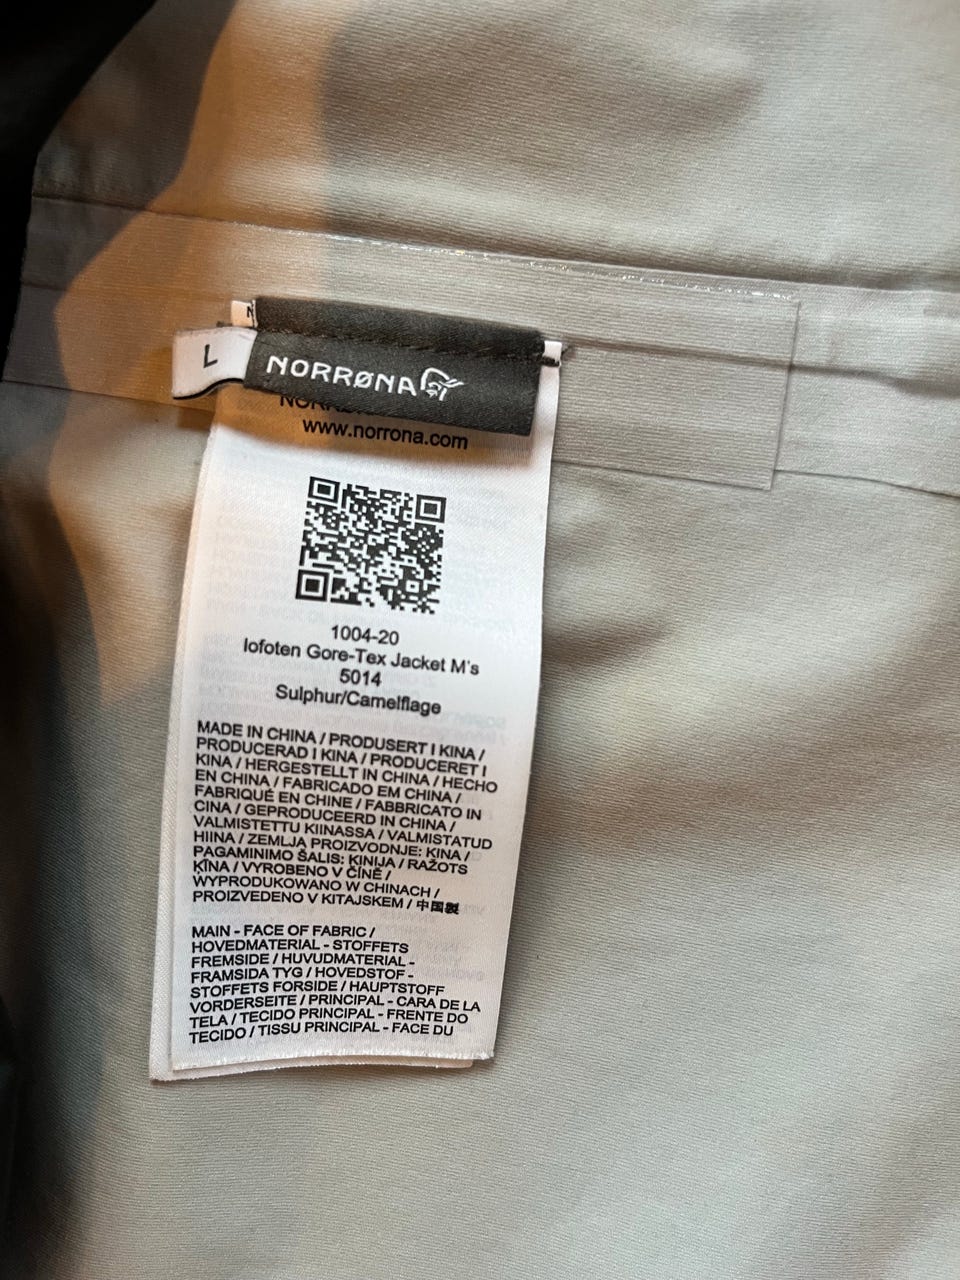 L
NORRØNA
www.norrona.com
1004-20
lofoten Gore-Tex Jacket M's
5014
Sulphur/Camelflage
MADE IN CHINA / PRODUSERT I KINA /
PRODUCERAD I KINA / PRODUCERET I
KINA / HERGESTELLT IN CHINA / HECHO
EN CHINA / FABRICADO EM CHINA /
FABRIQUÉ EN CHINE / FABBRICATO IN
CINA / GEPRODUCEERD IN CHINA /
VALMISTETTU KIINASSA / VALMISTATUD
HIINA / ZEMLJA PROIZVODNJE: KINA /
PAGAMINIMO ŠALIS: KINIJA / RAŽOTS
ĶĪNA / VYROBENO V ČÍNĚ /
WYPRODUKOWANO W CHINACH /
PROIZVEDENO V KITAJSKEM / 中国製
MAIN - FACE OF FABRIC /
HOVEDMATERIAL - STOFFETS
FREMSIDE / HUVUDMATERIAL -
FRAMSIDA TYG / HOVEDSTOF -
STOFFETS FORSIDE / HAUPTSTOFF
VORDERSEITE / PRINCIPAL - CARA DE LA
TELA / TECIDO PRINCIPAL - FRENTE DO
TECIDO / TISSU PRINCIPAL - FACE DU